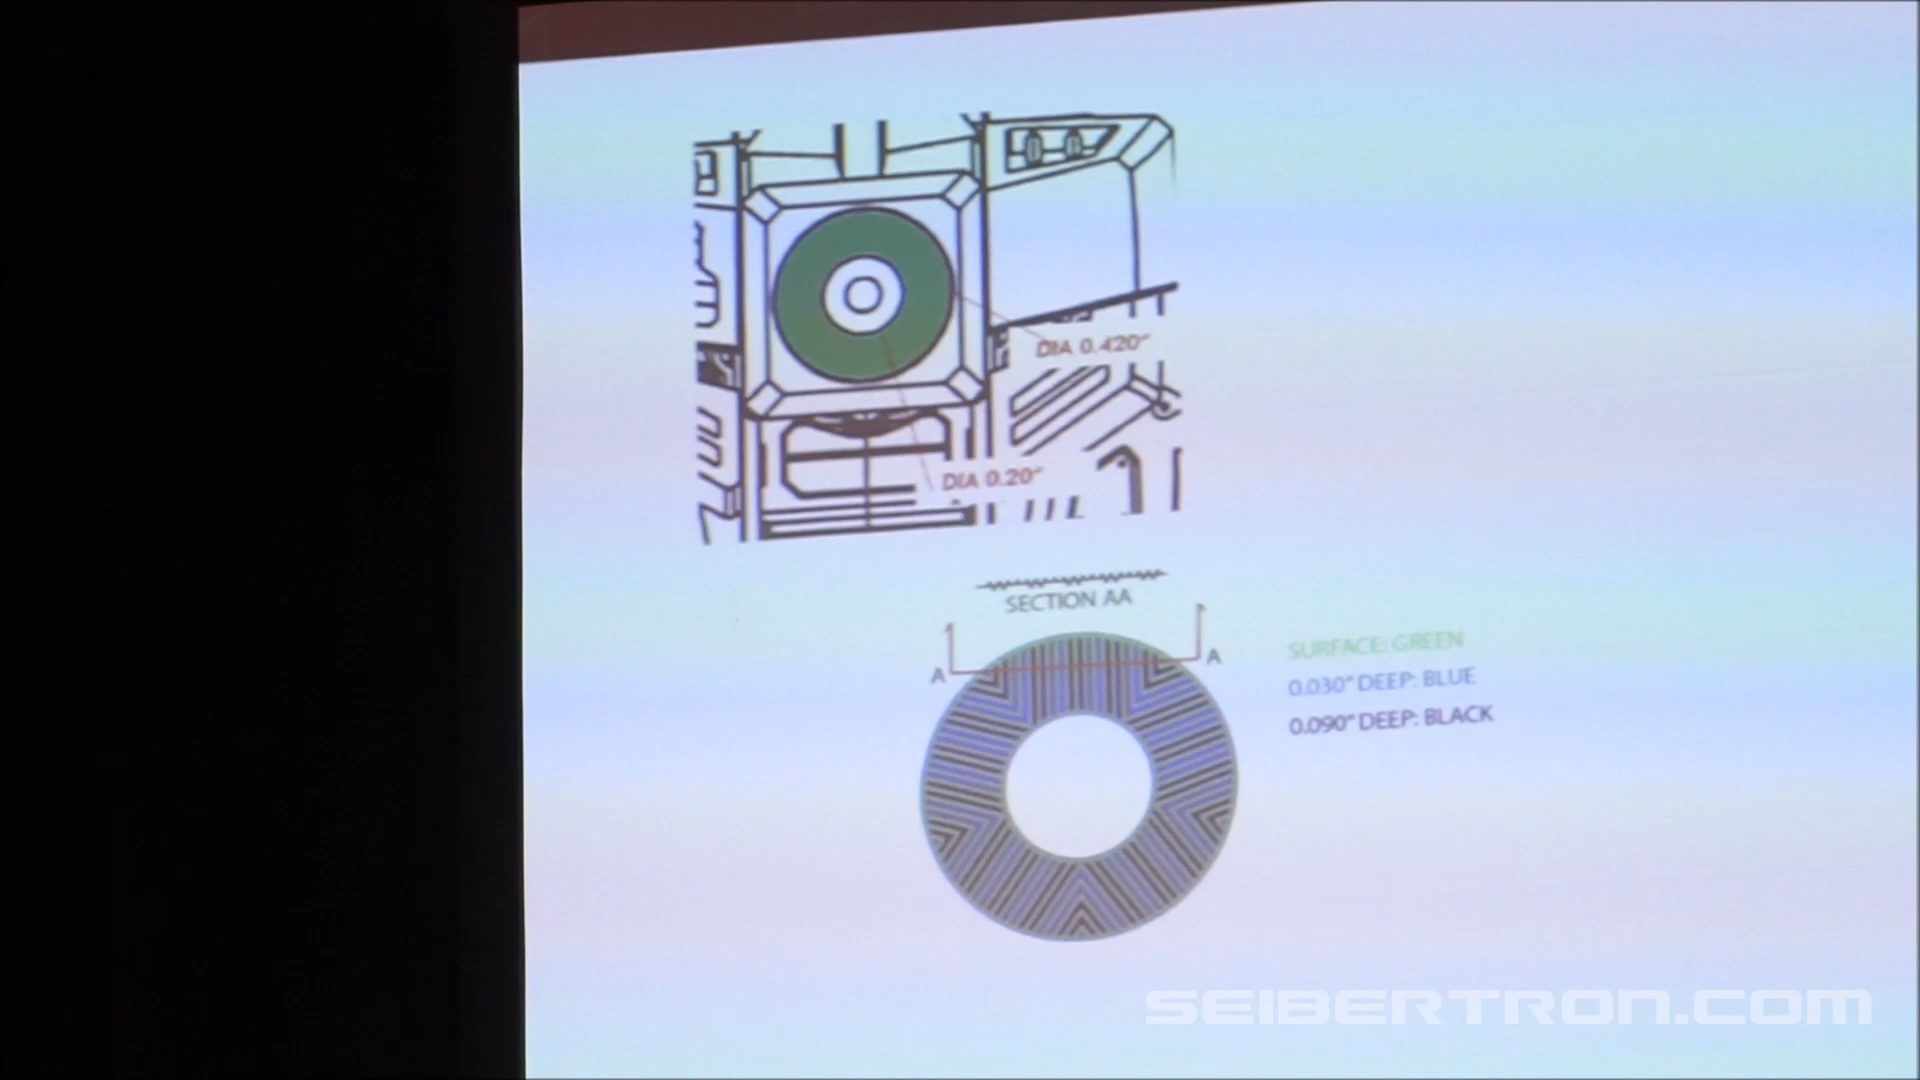 DIA 0.420"
DIA 0.20"
SECTION AA
A
A
SURFACE: GREEN
0.030" DEEP: BLUE
0.090" DEEP: BLACK
SEIBERTRON.COM